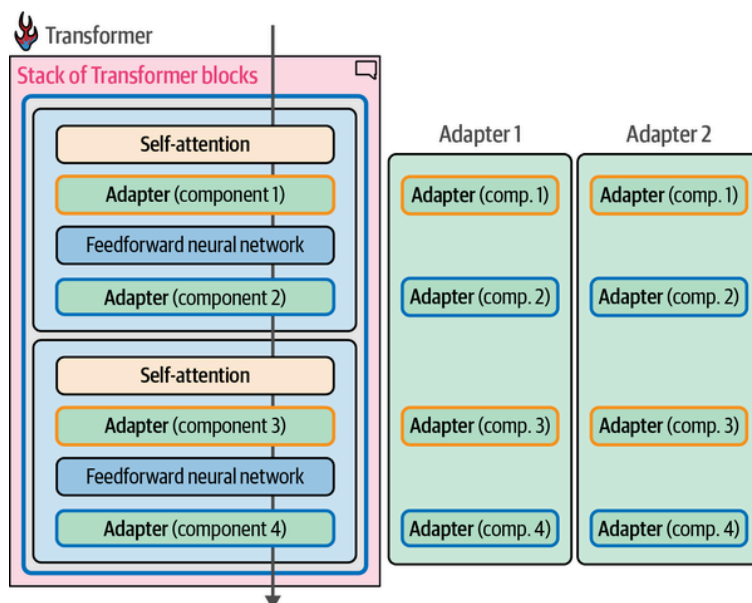 Transformer
Stack of Transformer blocks
Self-attention
Adapter (component 1)
Feedforward neural network
Adapter (component 2)
Self-attention
Adapter (component 3)
Feedforward neural network
Adapter (component 4)
Adapter 1
Adapter (comp. 1)
Adapter (comp. 2)
Adapter (comp. 3)
Adapter (comp. 4)
Adapter 2
Adapter (comp. 1)
Adapter (comp. 2)
Adapter (comp. 3)
Adapter (comp. 4)